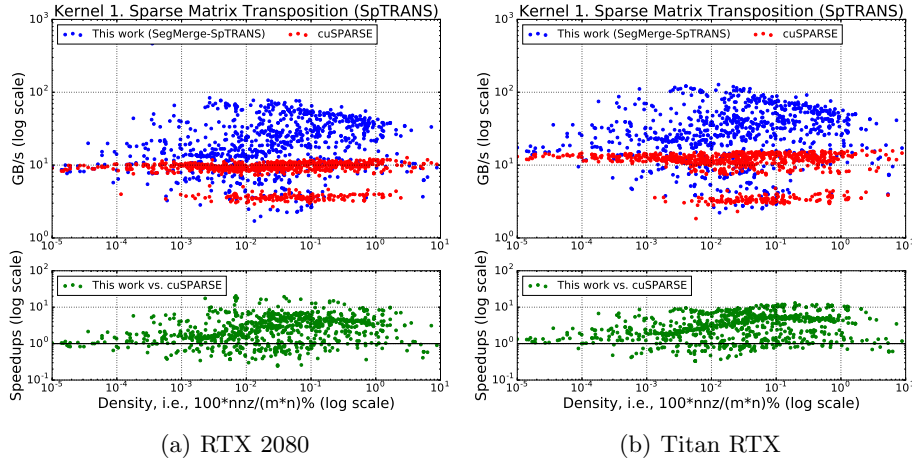 Kernel 1. Sparse Matrix Transposition (SpTRANS)
This work (SegMerge-SpTRANS) cuSPARSE
GB/s (log scale)
10^3
10^2
10^1
10^0
10^-5 10^-4 10^-3 10^-2 10^-1 10^0 10^1
This work vs. cuSPARSE
Speedups (log scale)
10^2
10^1
10^0
10^-1
10^-5 10^-4 10^-3 10^-2 10^-1 10^0 10^1
Density, i.e., 100*nnz/(m*n)% (log scale)
(a) RTX 2080
Kernel 1. Sparse Matrix Transposition (SpTRANS)
This work (SegMerge-SpTRANS) cuSPARSE
GB/s (log scale)
10^3
10^2
10^1
10^0
10^-5 10^-4 10^-3 10^-2 10^-1 10^0 10^1
This work vs. cuSPARSE
Speedups (log scale)
10^2
10^1
10^0
10^-1
10^-5 10^-4 10^-3 10^-2 10^-1 10^0 10^1
Density, i.e., 100*nnz/(m*n)% (log scale)
(b) Titan RTX